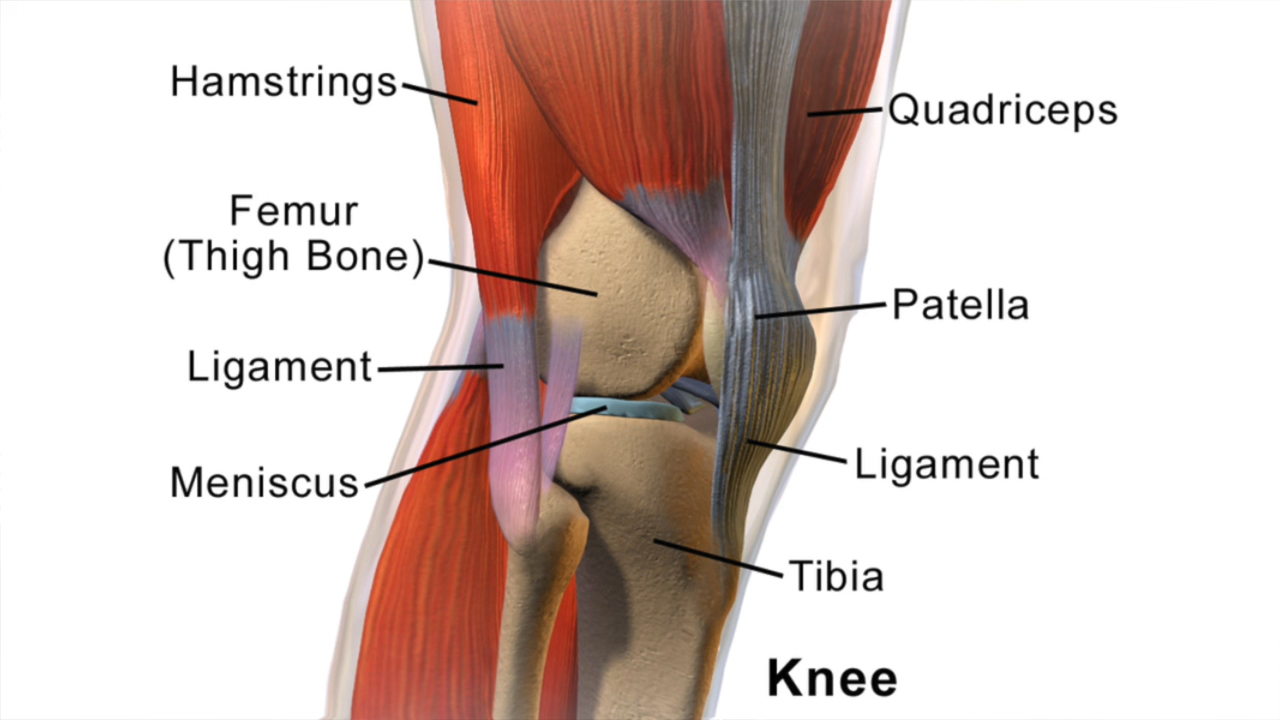 Hamstrings
Quadriceps
Femur
(Thigh Bone)
Patella
Ligament
Ligament
Meniscus
Tibia
Knee